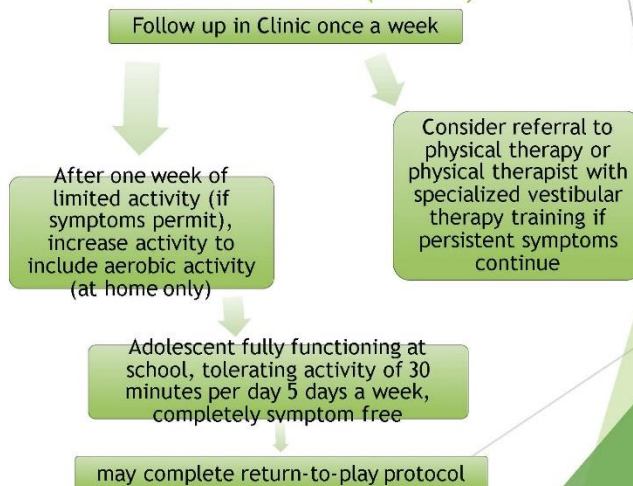 Follow up in Clinic once a week
After one week of
limited activity (if
symptoms permit),
increase activity to
include aerobic activity
(at home only)
Consider referral to
physical therapy or
physical therapist with
specialized vestibular
therapy training if
persistent symptoms
continue
Adolescent fully functioning at
school, tolerating activity of 30
minutes per day 5 days a week,
completely symptom free
may complete return-to-play protocol